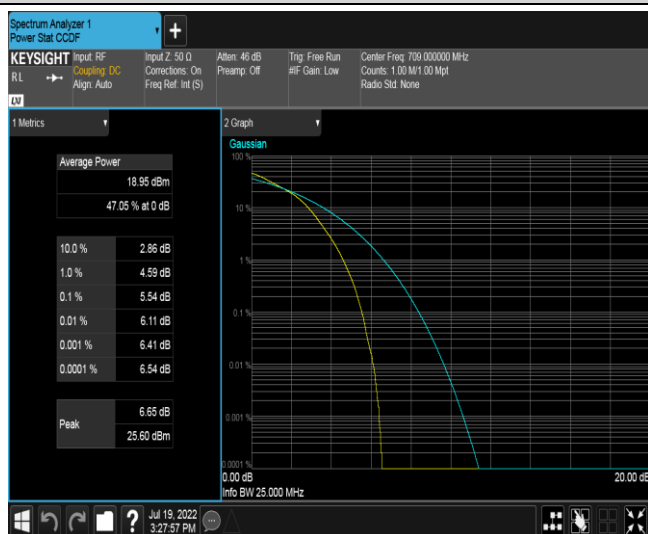 Spectrum Analyzer 1
Power Stat CCDF
+
KEYSIGHT
RL
LXI
Input: RF
Coupling: DC
Align: Auto
Input Z: 50 Ω
Corrections: On
Freq Ref: Int (S)
Atten: 46 dB
Preamp: Off
Trig: Free Run
#IF Gain: Low
Center Freq: 709.000000 MHz
Counts: 1.00 M/1.00 Mpt
Radio Std: None
1 Metrics
Average Power
18.95 dBm
47.05 % at 0 dB
10.0 % 2.86 dB
1.0 % 4.59 dB
0.1 % 5.54 dB
0.01 % 6.11 dB
0.001 % 6.41 dB
0.0001 % 6.54 dB
Peak 6.65 dB
25.60 dBm
2 Graph
Gaussian
100 %
10 %
1 %
0.1 %
0.01 %
0.001 %
0.0001 %
0.00 dB 20.00 dB
Info BW 25.000 MHz
?
Jul 19, 2022
3:27:57 PM